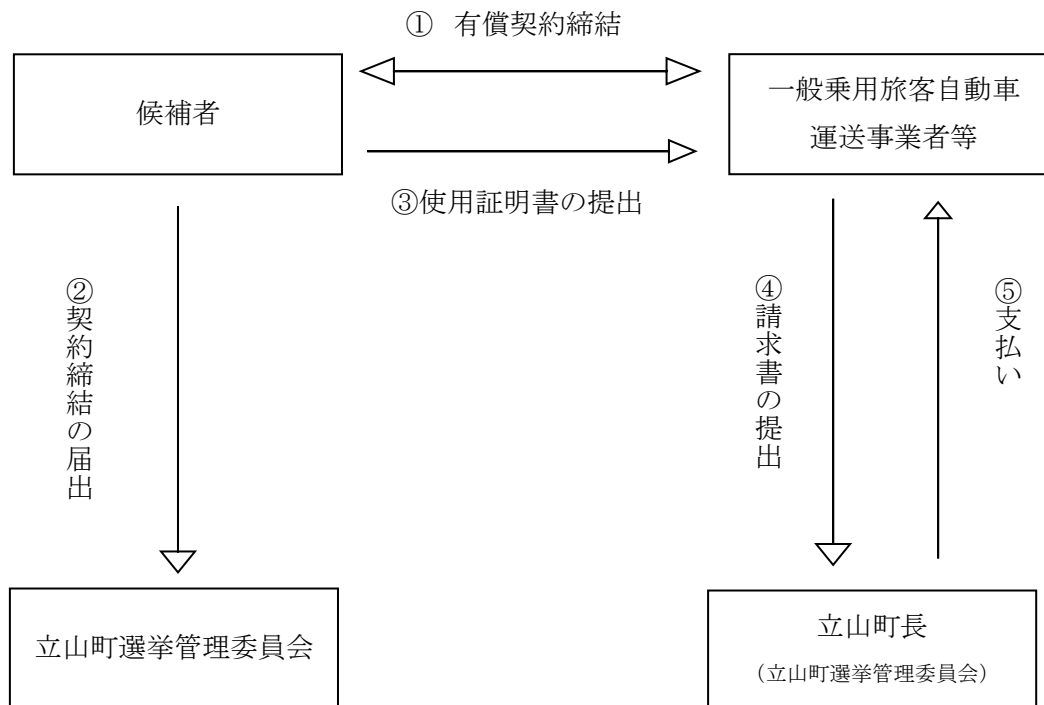 ① 有償契約締結
候補者
一般乗用旅客自動車
運送事業者等
③使用証明書の提出
②契約締結の届出
④請求書の提出
⑤支払い
立山町選挙管理委員会
立山町長
（立山町選挙管理委員会）